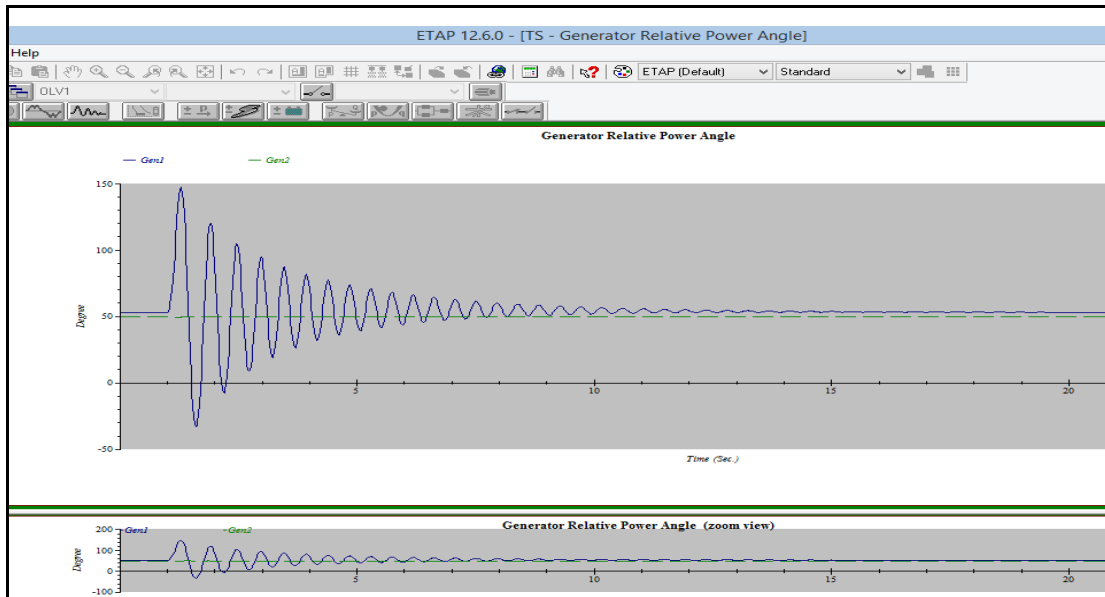 ETAP 12.6.0 - [TS - Generator Relative Power Angle]
Help
OLV1
ETAP (Default)
Standard
Generator Relative Power Angle
Gen1
Gen2
150
100
50
0
-50
Degree
5
10
15
20
Time (Sec.)
Generator Relative Power Angle (zoom view)
Gen1
Gen2
200
100
0
-100
Degree
5
10
15
20